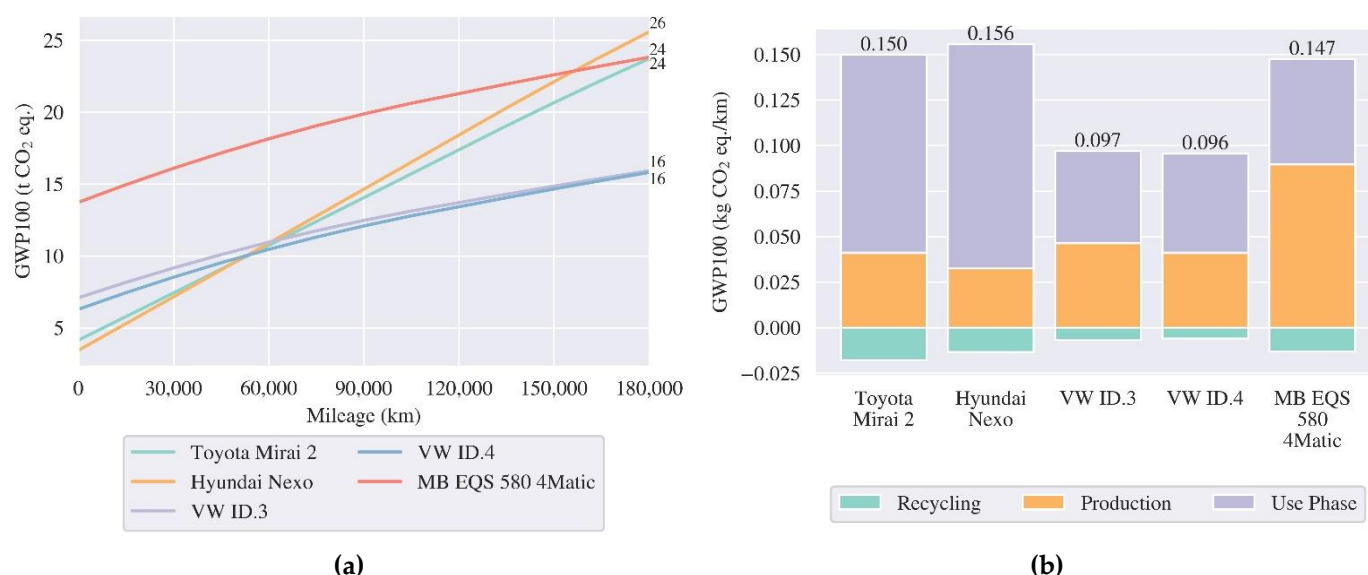 26
25
24
24
20
GWP100 (t CO₂ eq.)
15
16
16
10
5
0 30,000 60,000 90,000 120,000 150,000 180,000
Mileage (km)
Toyota Mirai 2 VW ID.4
Hyundai Nexo MB EQS 580 4Matic
VW ID.3
(a)
0.150 0.156 0.147
0.150
0.125
0.097 0.096
0.100
GWP100 (kg CO₂ eq./km)
0.075
0.050
0.025
0.000
−0.025
Toyota Mirai 2
Hyundai Nexo
VW ID.3
VW ID.4
MB EQS 580 4Matic
Recycling Production Use Phase
(b)